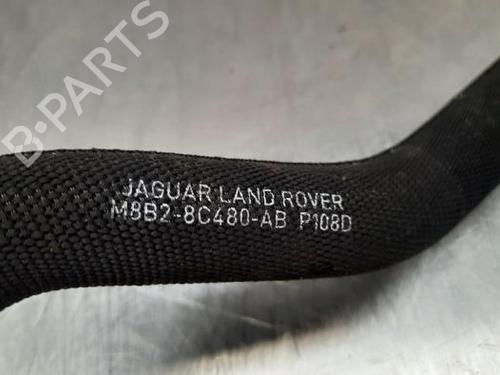 B-PARTS
JAGUAR LAND ROVER
M8B2-8C480-AB P108D